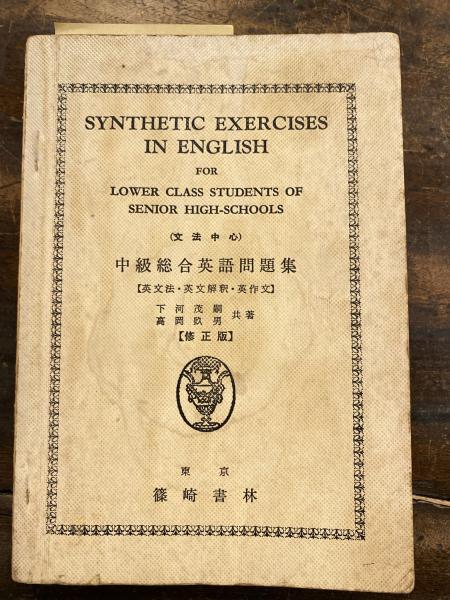 SYNTHETIC EXERCISES
IN ENGLISH
FOR
LOWER CLASS STUDENTS OF
SENIOR HIGH-SCHOOLS
(文法中心)
中級総合英語問題集
【英文法・英文解釈・英作文】
下河茂嗣
高岡欧男 共著
【修正版】
東京
篠崎書林